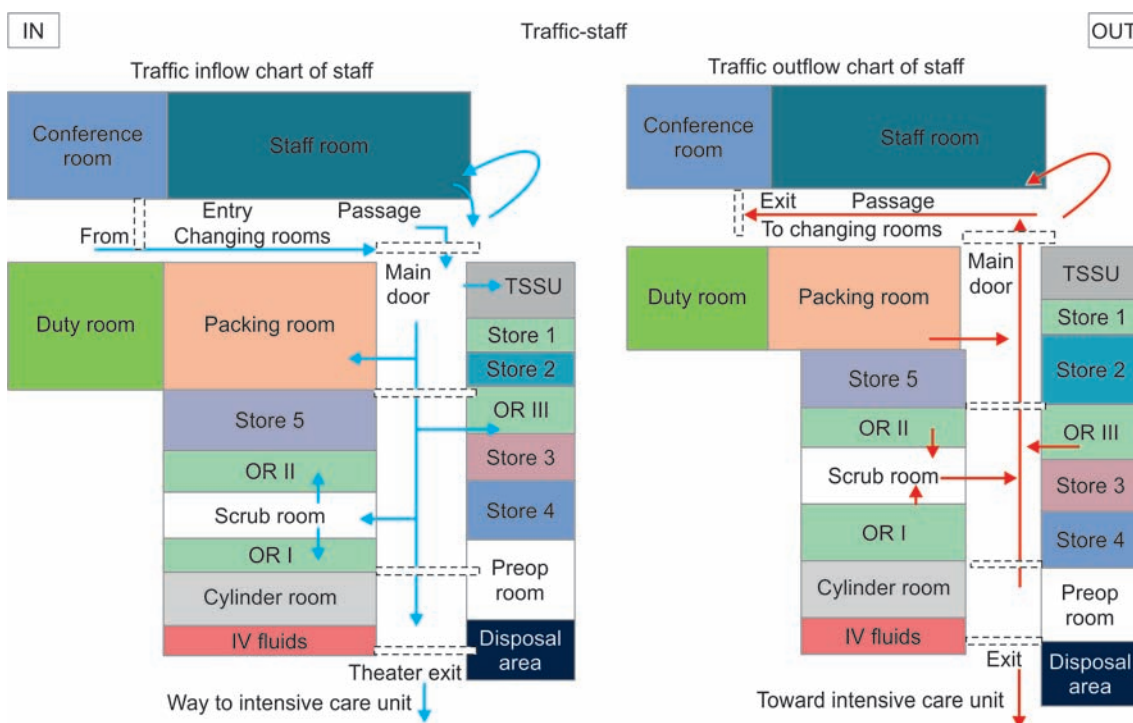 IN
Traffic-staff
OUT
Traffic inflow chart of staff
Conference
room
Staff room
Entry
Passage
From
Changing rooms
Main
door
Duty room
Packing room
TSSU
Store 1
Store 2
Store 5
OR III
OR II
Store 3
Scrub room
Store 4
OR I
Cylinder room
Preop
room
IV fluids
Disposal
area
Theater exit
Way to intensive care unit
Traffic outflow chart of staff
Conference
room
Staff room
Exit
Passage
To changing rooms
Main
door
Duty room
Packing room
TSSU
Store 1
Store 2
Store 5
OR II
OR III
Scrub room
Store 3
OR I
Store 4
Cylinder room
Preop
room
IV fluids
Exit
Disposal
area
Toward intensive care unit